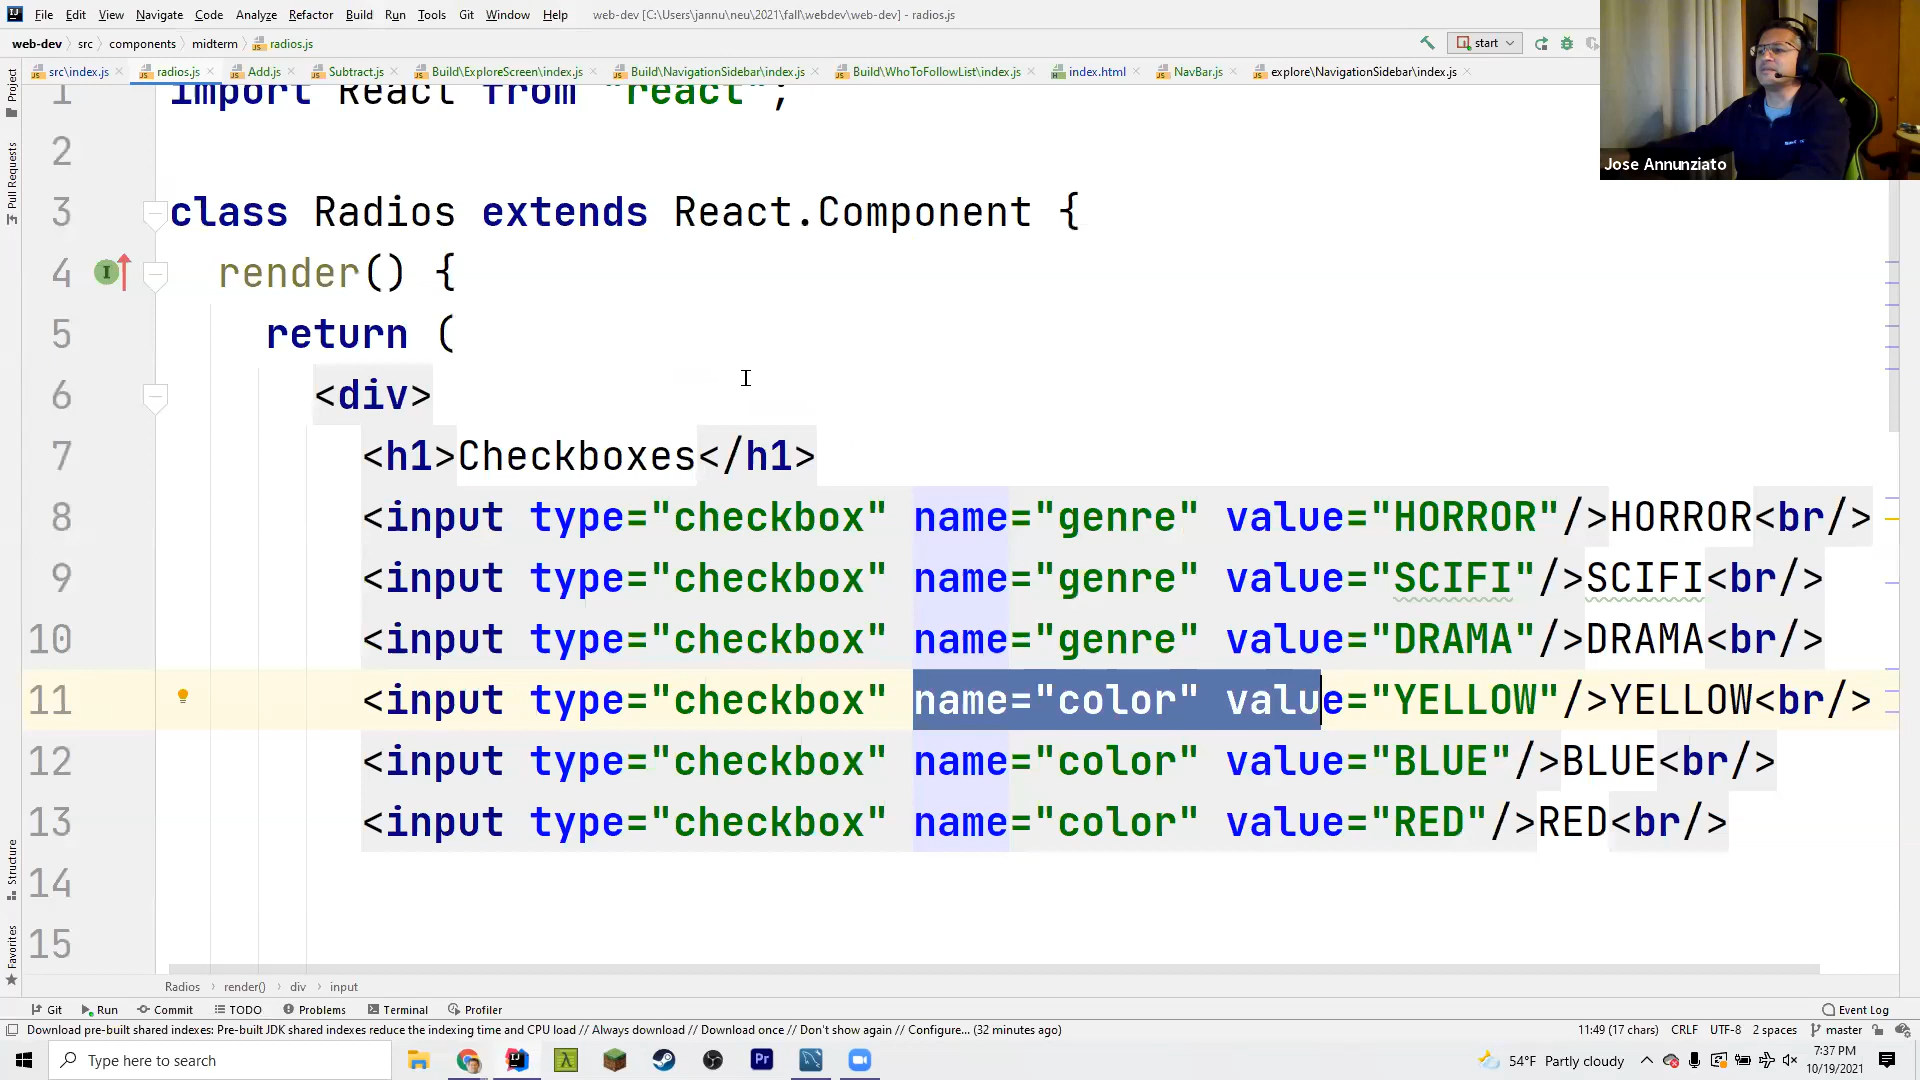 File Edit View Navigate Code Analyze Refactor Build Run Tools Git Window Help web-dev [C:\Users\jannu\neu\2021\fall\webdev\web-dev] - radios.js
web-dev src components midterm radios.js start
src\index.js radios.js Add.js Subtract.js Build\ExploreScreen\index.js Build\NavigationSidebar\index.js Build\WhoToFollowList\index.js index.html NavBar.js explore\NavigationSidebar\index.js
Jose Annunziato
Project
Pull Requests
Structure
Favorites
1 import React from "react";
2
3 class Radios extends React.Component {
4 render() {
5 return (
6 <div>
7 <h1>Checkboxes</h1>
8 <input type="checkbox" name="genre" value="HORROR"/>HORROR<br/>
9 <input type="checkbox" name="genre" value="SCIFI"/>SCIFI<br/>
10 <input type="checkbox" name="genre" value="DRAMA"/>DRAMA<br/>
11 <input type="checkbox" name="color" value="YELLOW"/>YELLOW<br/>
12 <input type="checkbox" name="color" value="BLUE"/>BLUE<br/>
13 <input type="checkbox" name="color" value="RED"/>RED<br/>
14
15
Radios render() div input
Git Run Commit TODO Problems Terminal Profiler Event Log
Download pre-built shared indexes: Pre-built JDK shared indexes reduce the indexing time and CPU load // Always download // Download once // Don't show again // Configure... (32 minutes ago) 11:49 (17 chars) CRLF UTF-8 2 spaces master
Type here to search 54°F Partly cloudy 7:37 PM
10/19/2021